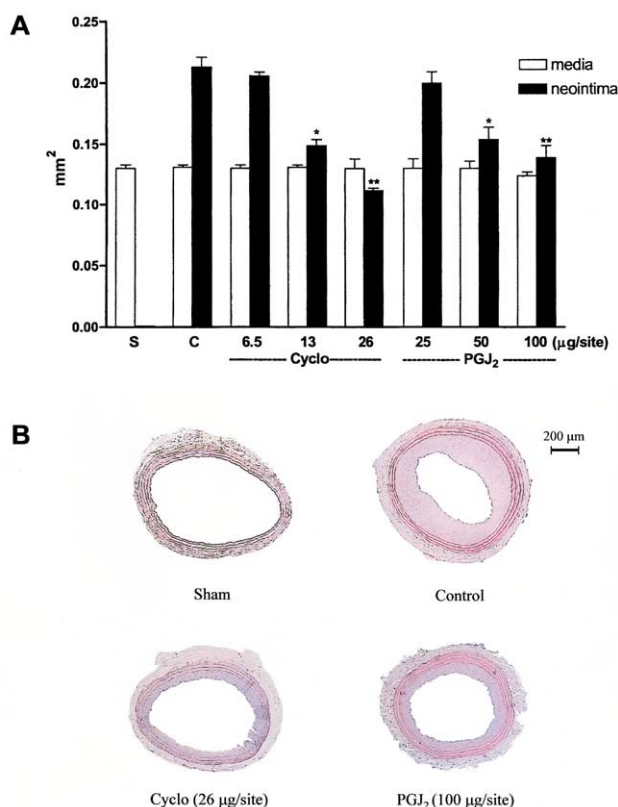 A
0.25
0.20
0.15
0.10
0.05
0.00
mm²
media
neointima
*
**
*
**
S C 6.5 13 26 25 50 100 (μg/site)
Cyclo PGJ₂
B
200 μm
Sham Control
Cyclo (26 μg/site) PGJ₂ (100 μg/site)